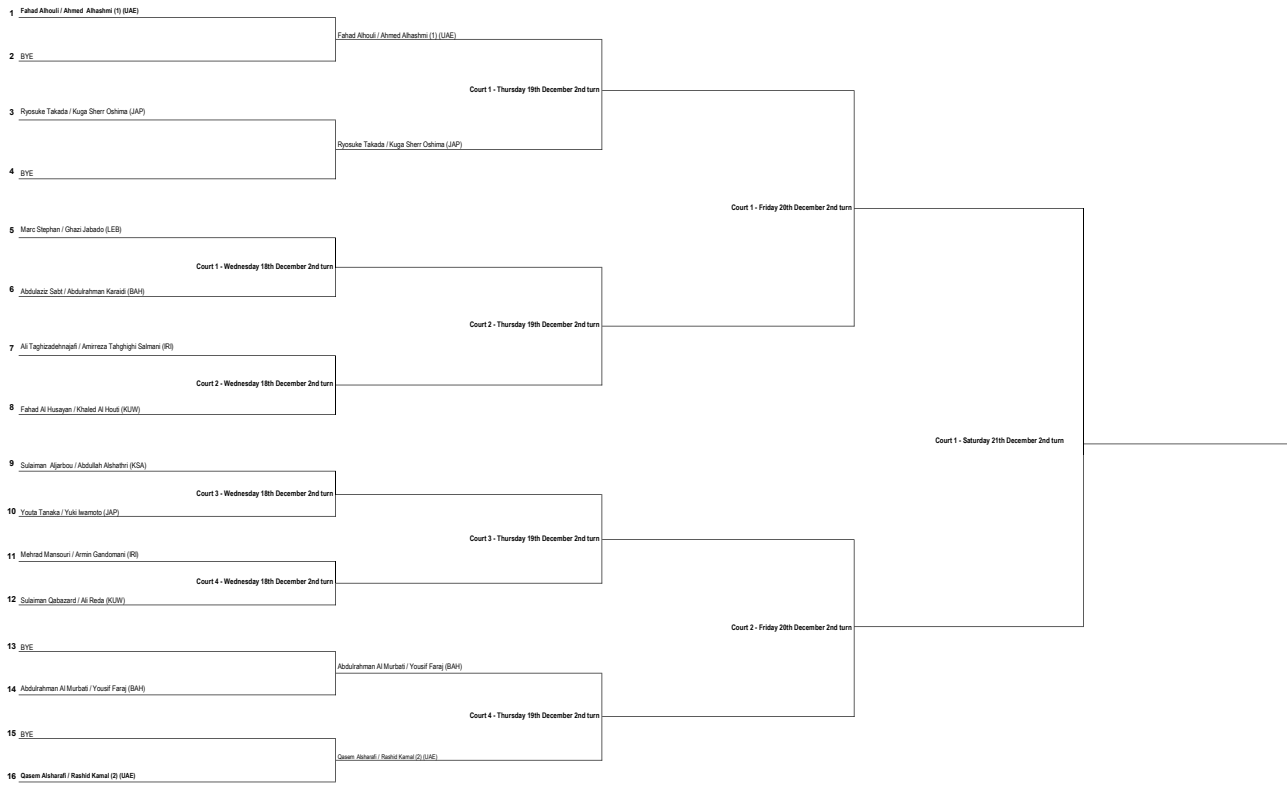 1 Fahad Alhouli / Ahmed Alhashmi (1) (UAE)
Fahad Alhouli / Ahmed Alhashmi (1) (UAE)
2 BYE
Court 1 - Thursday 19th December 2nd turn
3 Ryosuke Takada / Kuga Sherr Oshima (JAP)
Ryosuke Takada / Kuga Sherr Oshima (JAP)
4 BYE
Court 1 - Friday 20th December 2nd turn
5 Marc Stephan / Ghazi Jabado (LEB)
Court 1 - Wednesday 18th December 2nd turn
6 Abdulaziz Sabt / Abdulrahman Karaidi (BAH)
Court 2 - Thursday 19th December 2nd turn
7 Ali Taghizadehnajafi / Amirreza Tahghighi Salmani (IRI)
Court 2 - Wednesday 18th December 2nd turn
8 Fahad Al Husayan / Khaled Al Houti (KUW)
Court 1 - Saturday 21th December 2nd turn
9 Sulaiman Aljarbou / Abdullah Alshathri (KSA)
Court 3 - Wednesday 18th December 2nd turn
10 Youta Tanaka / Yuki Iwamoto (JAP)
Court 3 - Thursday 19th December 2nd turn
11 Mehrad Mansouri / Armin Gandomani (IRI)
Court 4 - Wednesday 18th December 2nd turn
12 Sulaiman Qabazard / Ali Reda (KUW)
Court 2 - Friday 20th December 2nd turn
13 BYE
Abdulrahman Al Murbati / Yousif Faraj (BAH)
14 Abdulrahman Al Murbati / Yousif Faraj (BAH)
Court 4 - Thursday 19th December 2nd turn
15 BYE
Qasem Alsharafi / Rashid Kamal (2) (UAE)
16 Qasem Alsharafi / Rashid Kamal (2) (UAE)